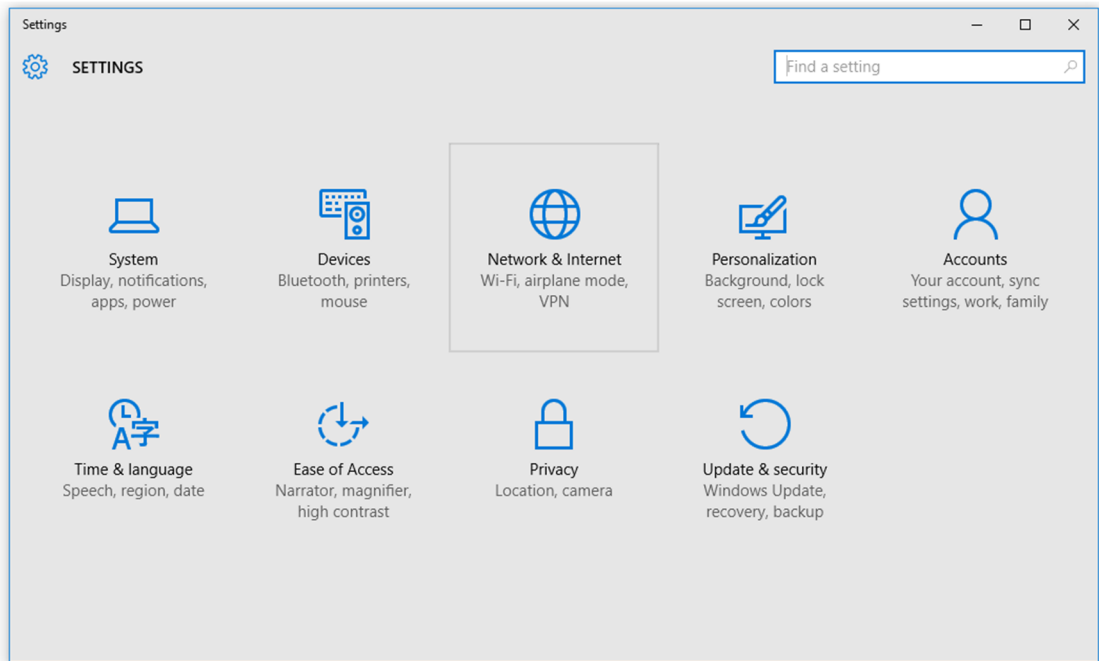 Settings
SETTINGS
Find a setting
System
Display, notifications,
apps, power
Devices
Bluetooth, printers,
mouse
Network & Internet
Wi-Fi, airplane mode,
VPN
Personalization
Background, lock
screen, colors
Accounts
Your account, sync
settings, work, family
Time & language
Speech, region, date
Ease of Access
Narrator, magnifier,
high contrast
Privacy
Location, camera
Update & security
Windows Update,
recovery, backup